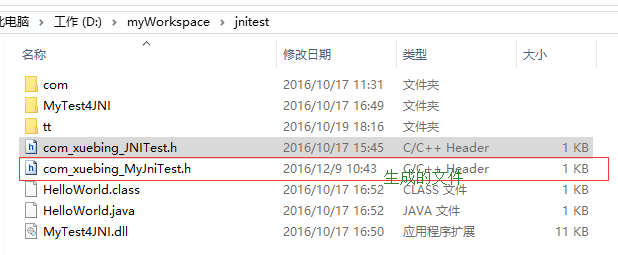 此电脑 › 工作 (D:) › myWorkspace › jnitest
名称 修改日期 类型 大小
com 2016/10/17 11:31 文件夹
MyTest4JNI 2016/10/17 16:49 文件夹
tt 2016/10/19 18:16 文件夹
com_xuebing_JNITest.h 2016/10/17 15:45 C/C++ Header 1 KB
com_xuebing_MyJniTest.h 2016/12/9 10:43 C/C++ Header 1 KB
生成的文件
HelloWorld.class 2016/10/17 16:52 CLASS 文件 1 KB
HelloWorld.java 2016/10/17 16:52 JAVA 文件 1 KB
MyTest4JNI.dll 2016/10/17 16:50 应用程序扩展 11 KB